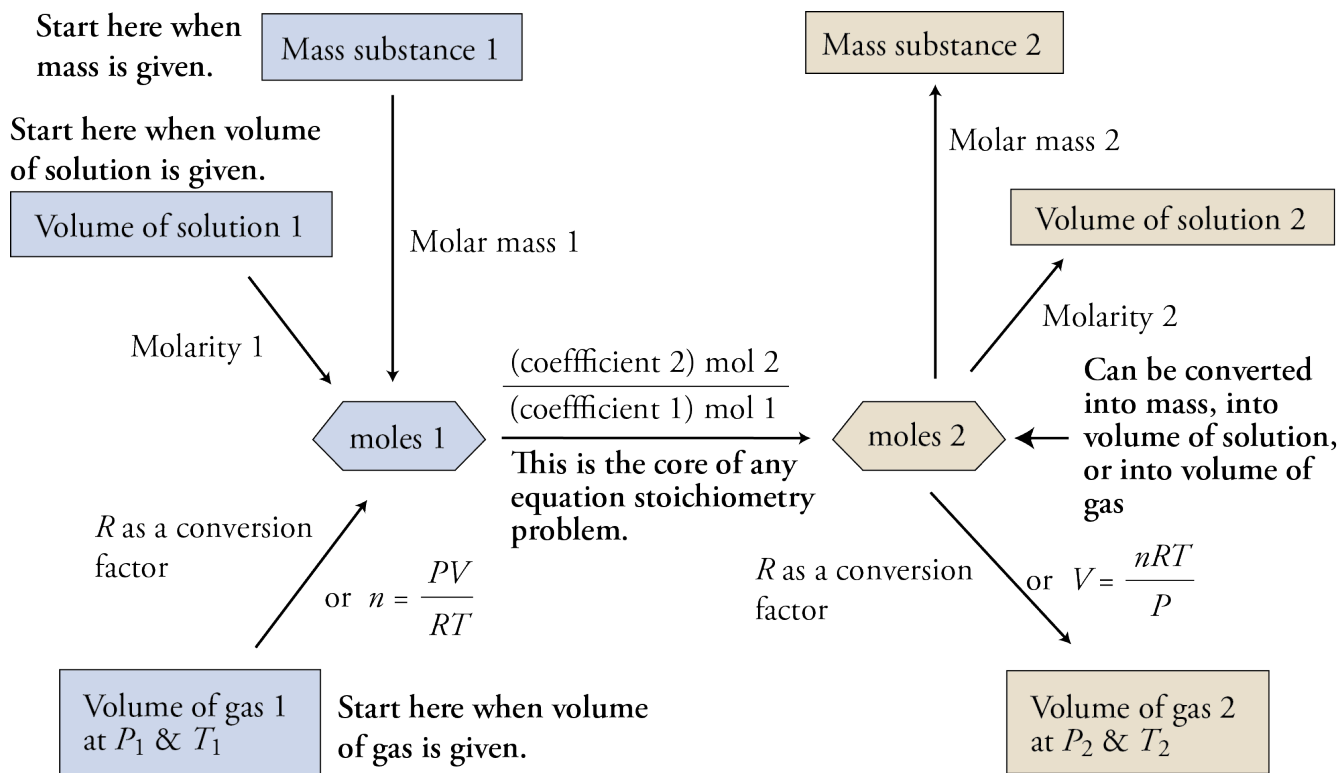 Start here when
mass is given.
Mass substance 1
Mass substance 2
Start here when volume
of solution is given.
Molar mass 2
Volume of solution 1
Volume of solution 2
Molar mass 1
Molarity 1
Molarity 2
(coeffficient 2) mol 2
(coeffficient 1) mol 1
moles 1
moles 2
Can be converted
into mass, into
volume of solution,
or into volume of
gas
This is the core of any
equation stoichiometry
problem.
R as a conversion
factor
or n = PV
RT
R as a conversion
factor
or V = nRT
P
Volume of gas 1
at P₁ & T₁
Start here when volume
of gas is given.
Volume of gas 2
at P₂ & T₂